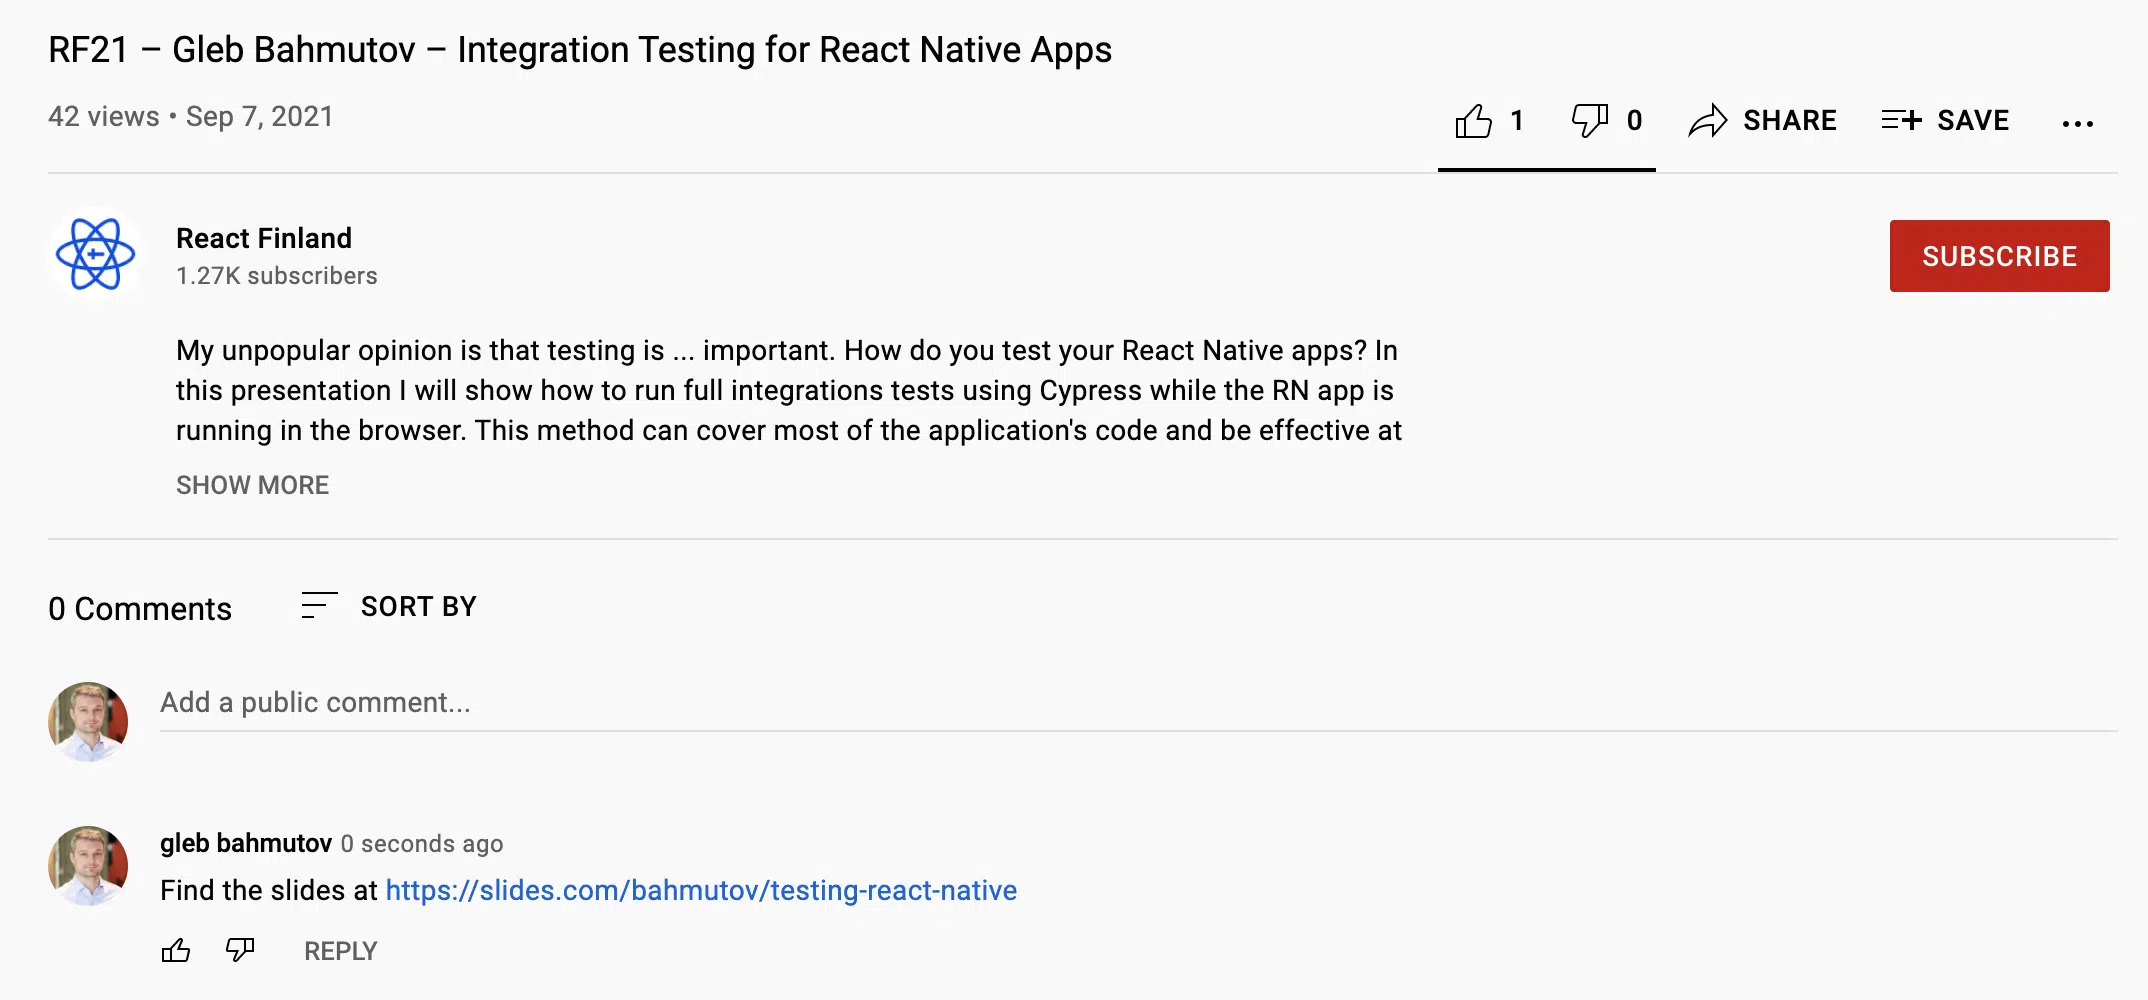 RF21 – Gleb Bahmutov – Integration Testing for React Native Apps
42 views • Sep 7, 2021
1 0 SHARE SAVE ...
React Finland
1.27K subscribers
SUBSCRIBE
My unpopular opinion is that testing is ... important. How do you test your React Native apps? In
this presentation I will show how to run full integrations tests using Cypress while the RN app is
running in the browser. This method can cover most of the application's code and be effective at
SHOW MORE
0 Comments SORT BY
Add a public comment...
gleb bahmutov 0 seconds ago
Find the slides at https://slides.com/bahmutov/testing-react-native
REPLY